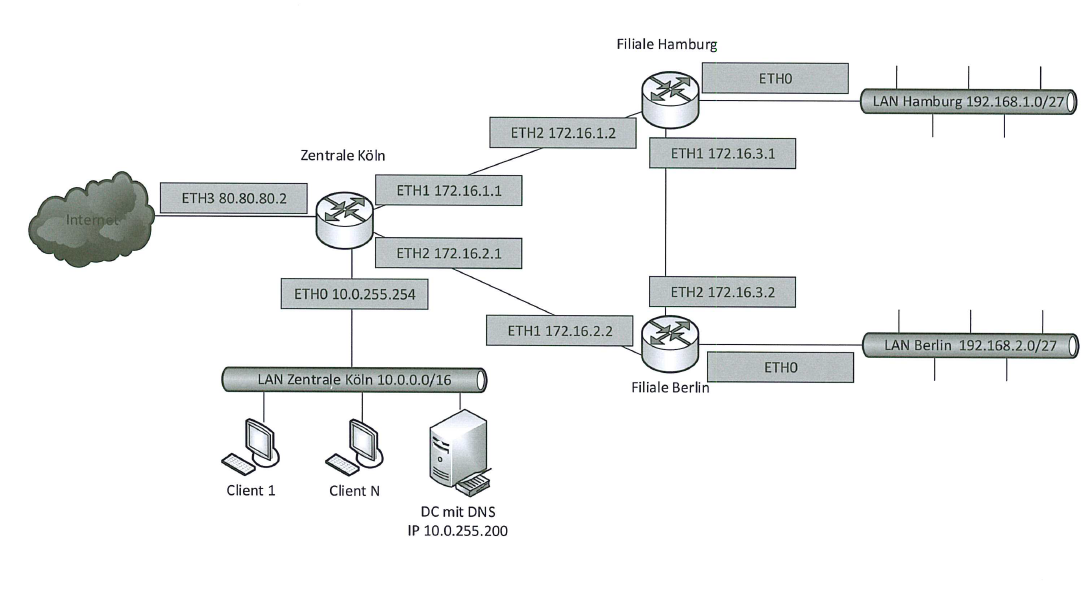 Filiale Hamburg
ETH0
LAN Hamburg 192.168.1.0/27
ETH2 172.16.1.2
ETH1 172.16.3.1
Zentrale Köln
ETH3 80.80.80.2
ETH1 172.16.1.1
Internet
ETH2 172.16.2.1
ETH0 10.0.255.254
ETH2 172.16.3.2
ETH1 172.16.2.2
LAN Berlin 192.168.2.0/27
ETH0
Filiale Berlin
LAN Zentrale Köln 10.0.0.0/16
Client 1
Client N
DC mit DNS
IP 10.0.255.200